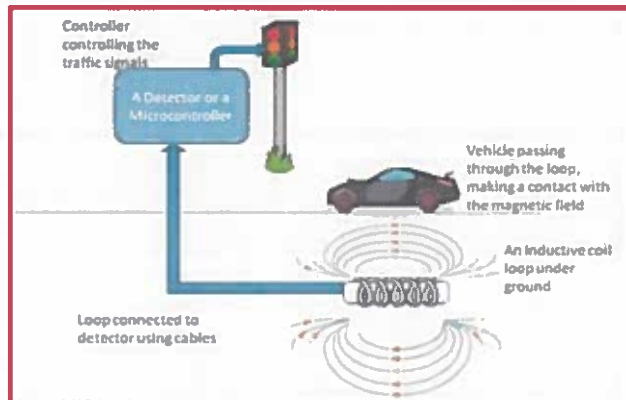 Controller
controlling the
traffic signals
A Detector or a
Microcontroller
Vehicle passing
through the loop,
making a contact with
the magnetic field
An Inductive coil
loop under
ground
Loop connected to
detector using cables